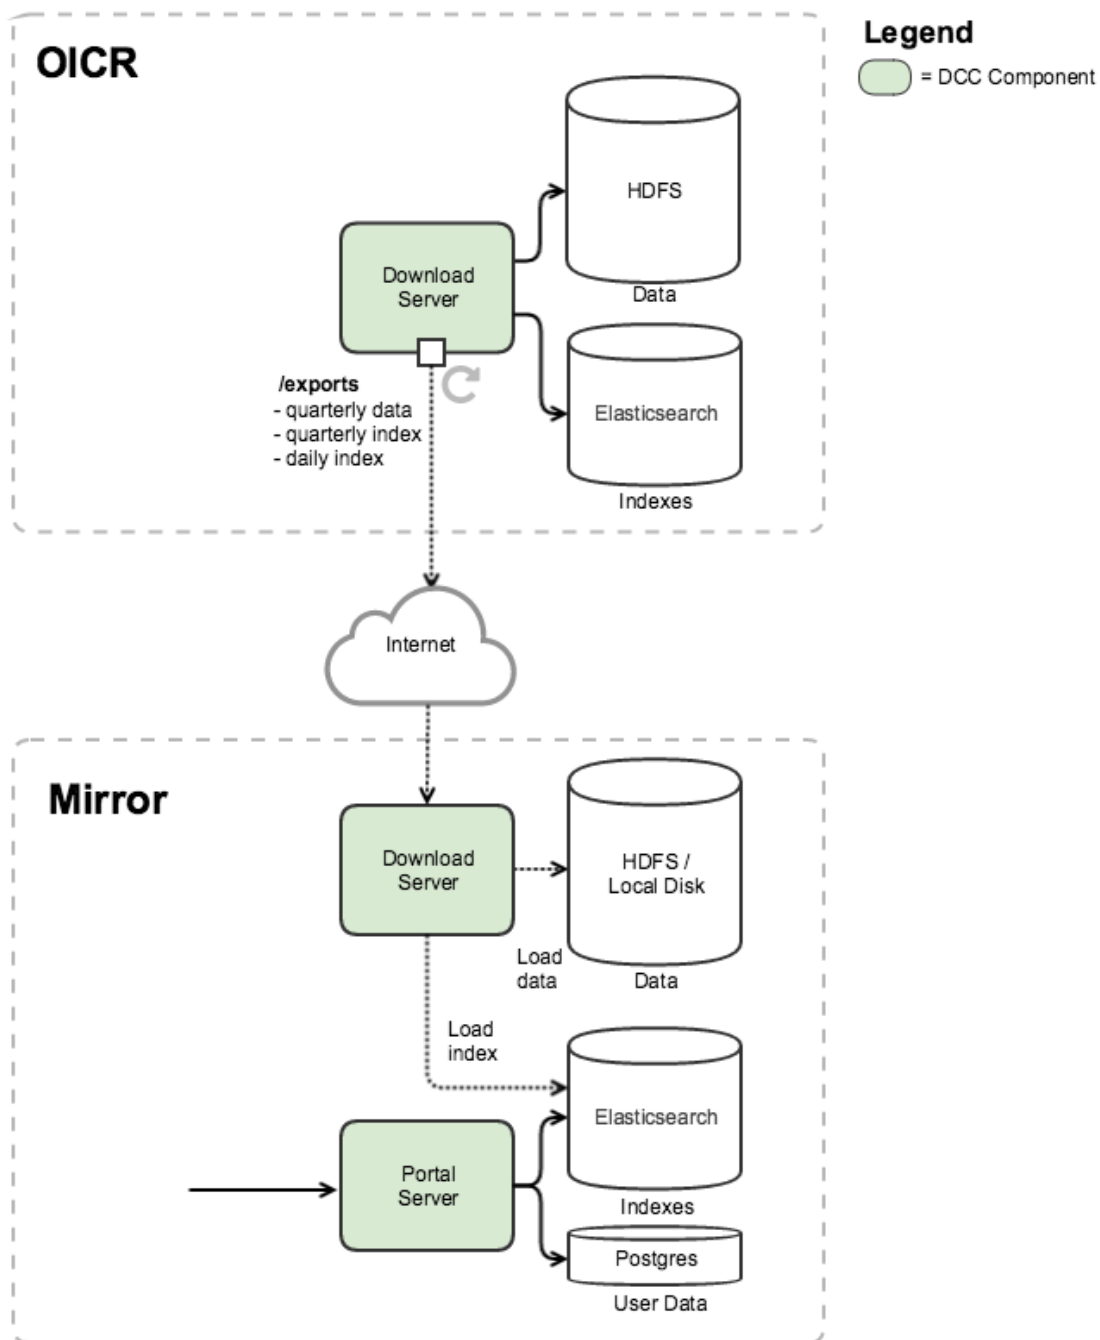 OICR
Legend
= DCC Component
HDFS
Data
Download
Server
/exports
- quarterly data
- quarterly index
- daily index
Elasticsearch
Indexes
Internet
Mirror
Download
Server
HDFS /
Local Disk
Load
data
Data
Load
index
Elasticsearch
Indexes
Portal
Server
Postgres
User Data